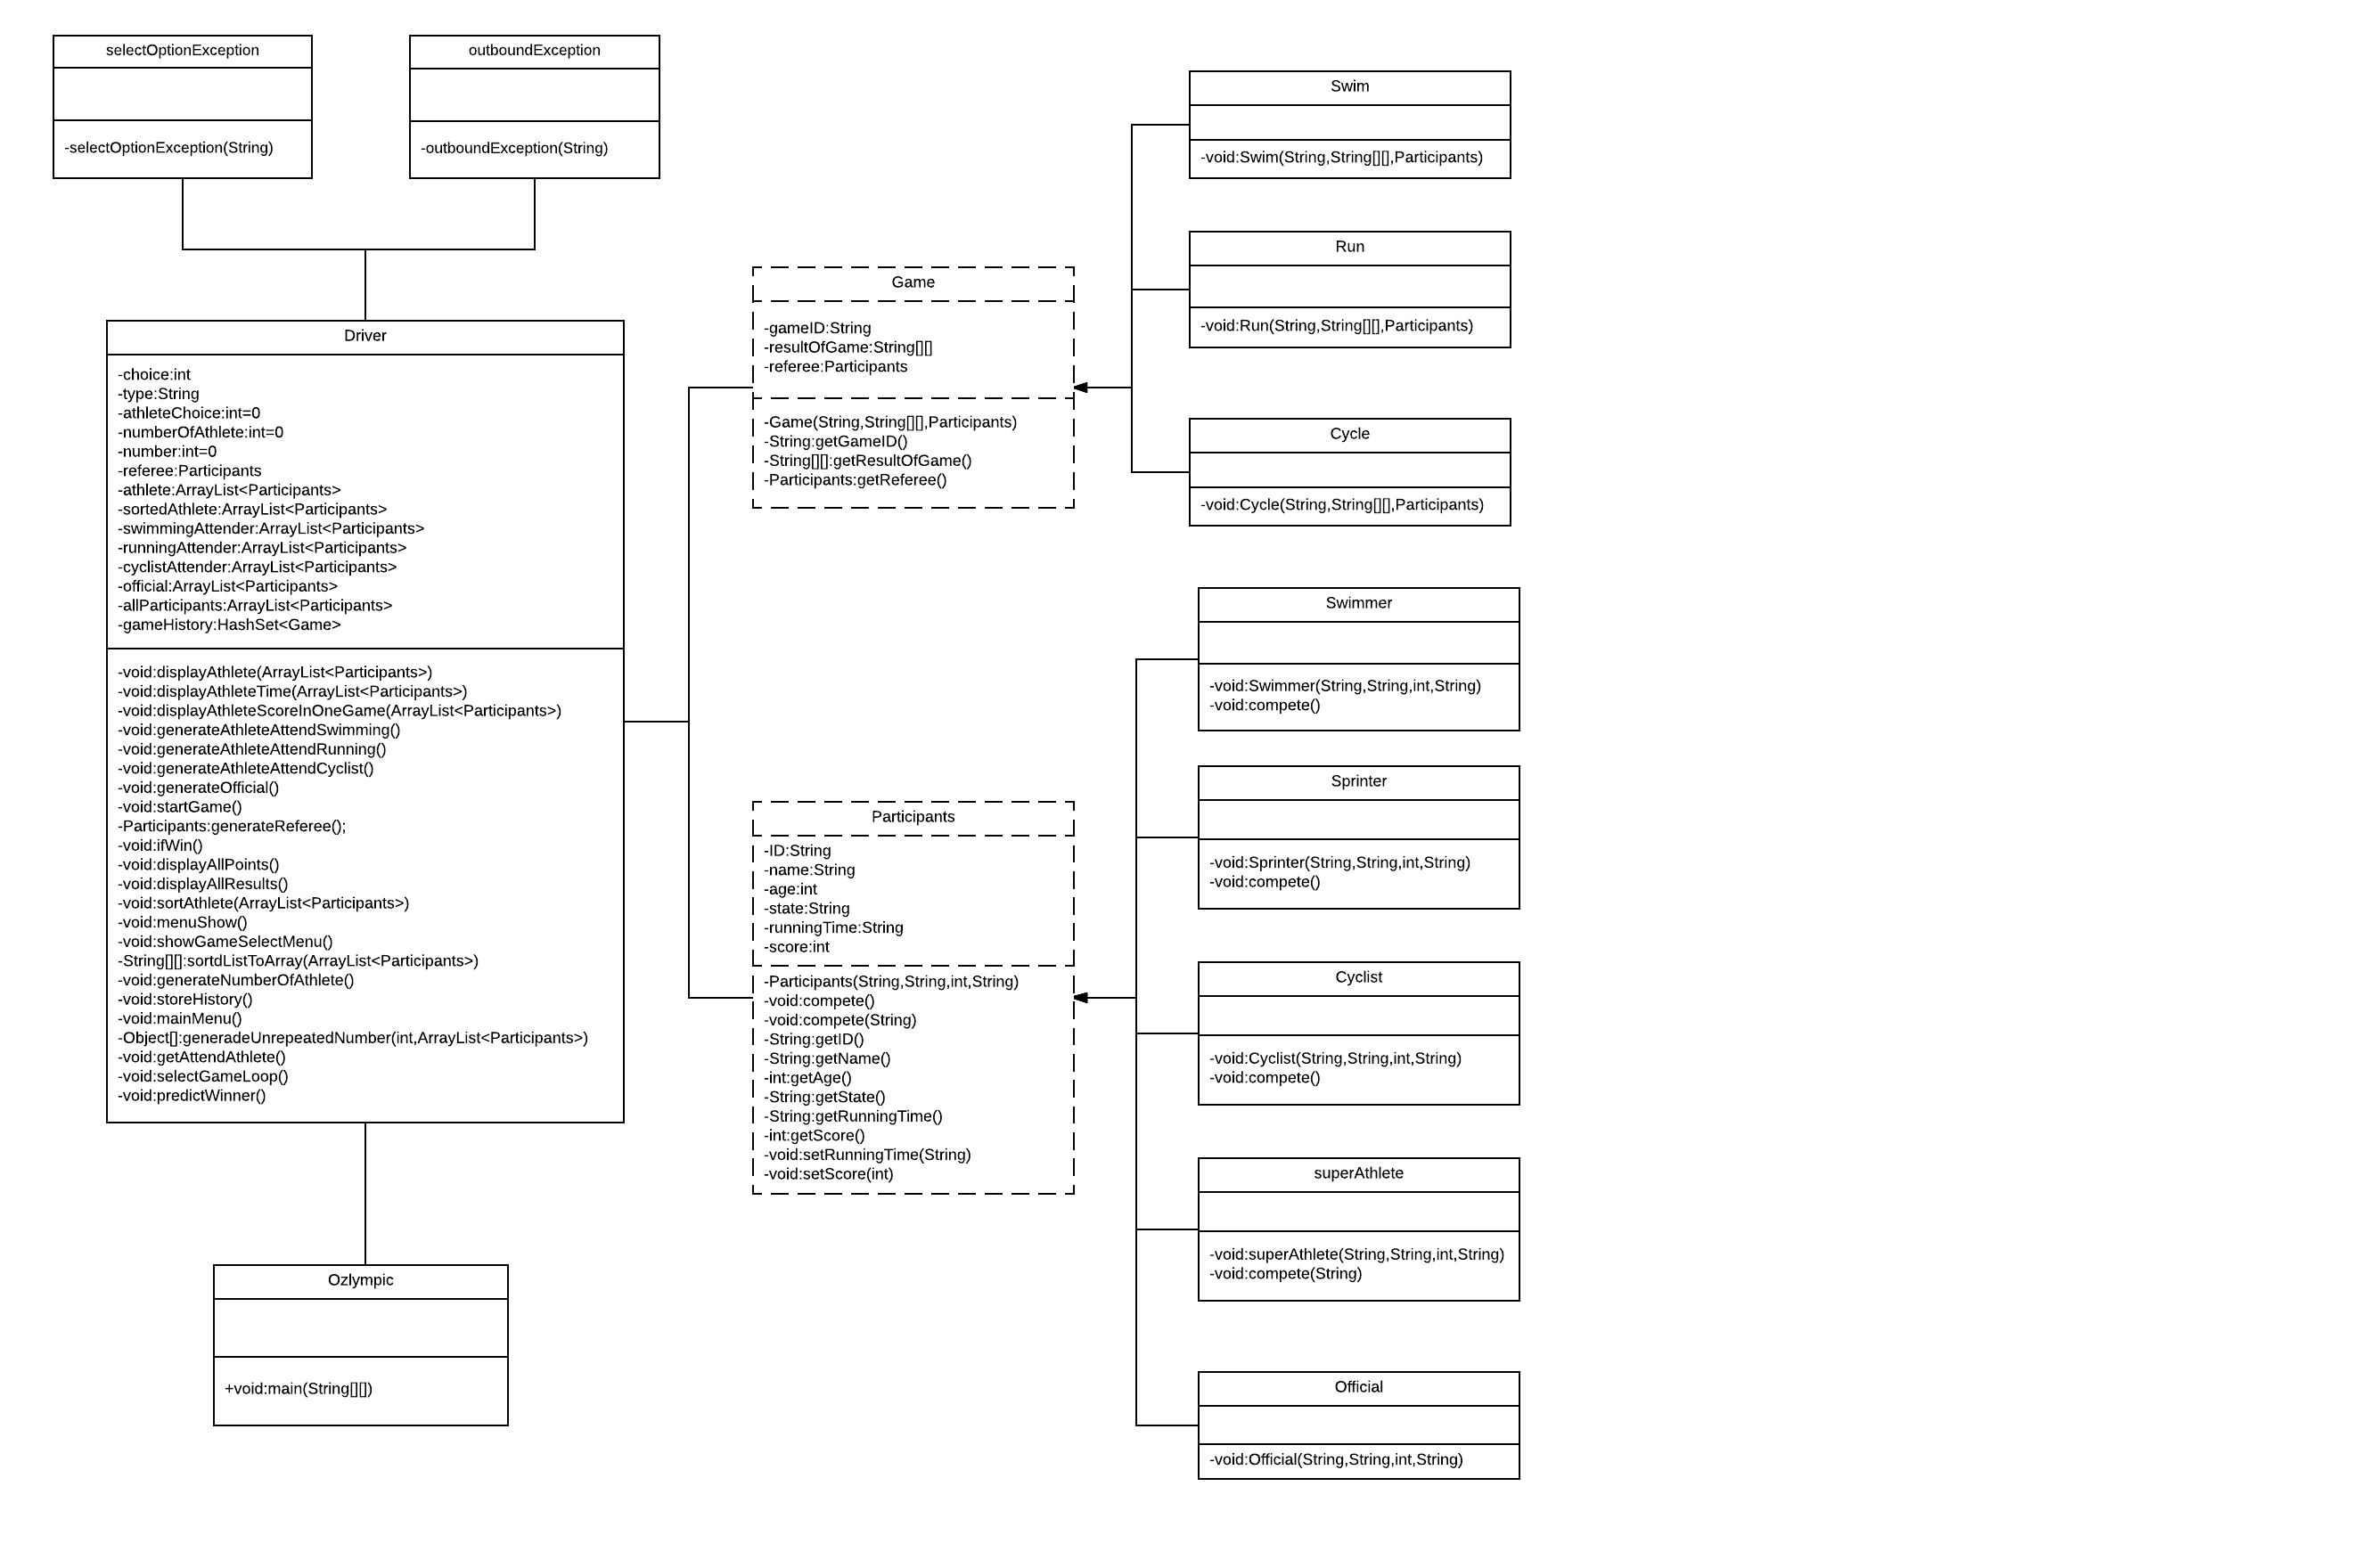 selectOptionException
-selectOptionException(String)
outboundException
-outboundException(String)
Driver
-choice:int
-type:String
-athleteChoice:int=0
-numberOfAthlete:int=0
-number:int=0
-referee:Participants
-athlete:ArrayList<Participants>
-sortedAthlete:ArrayList<Participants>
-swimmingAttender:ArrayList<Participants>
-runningAttender:ArrayList<Participants>
-cyclistAttender:ArrayList<Participants>
-official:ArrayList<Participants>
-allParticipants:ArrayList<Participants>
-gameHistory:HashSet<Game>
-void:displayAthlete(ArrayList<Participants>)
-void:displayAthleteTime(ArrayList<Participants>)
-void:displayAthleteScoreInOneGame(ArrayList<Participants>)
-void:generateAthleteAttendSwimming()
-void:generateAthleteAttendRunning()
-void:generateAthleteAttendCyclist()
-void:generateOfficial()
-void:startGame()
-Participants:generateReferee();
-void:ifWin()
-void:displayAllPoints()
-void:displayAllResults()
-void:sortAthlete(ArrayList<Participants>)
-void:menuShow()
-void:showGameSelectMenu()
-String[][]:sortdListToArray(ArrayList<Participants>)
-void:generateNumberOfAthlete()
-void:storeHistory()
-void:mainMenu()
-Object[]:generadeUnrepeatedNumber(int,ArrayList<Participants>)
-void:getAttendAthlete()
-void:selectGameLoop()
-void:predictWinner()
Ozlympic
+void:main(String[][])
Game
-gameID:String
-resultOfGame:String[][]
-referee:Participants
-Game(String,String[][],Participants)
-String:getGameID()
-String[][]:getResultOfGame()
-Participants:getReferee()
Participants
-ID:String
-name:String
-age:int
-state:String
-runningTime:String
-score:int
-Participants(String,String,int,String)
-void:compete()
-void:compete(String)
-String:getID()
-String:getName()
-int:getAge()
-String:getState()
-String:getRunningTime()
-int:getScore()
-void:setRunningTime(String)
-void:setScore(int)
Swim
-void:Swim(String,String[][],Participants)
Run
-void:Run(String,String[][],Participants)
Cycle
-void:Cycle(String,String[][],Participants)
Swimmer
-void:Swimmer(String,String,int,String)
-void:compete()
Sprinter
-void:Sprinter(String,String,int,String)
-void:compete()
Cyclist
-void:Cyclist(String,String,int,String)
-void:compete()
superAthlete
-void:superAthlete(String,String,int,String)
-void:compete(String)
Official
-void:Official(String,String,int,String)